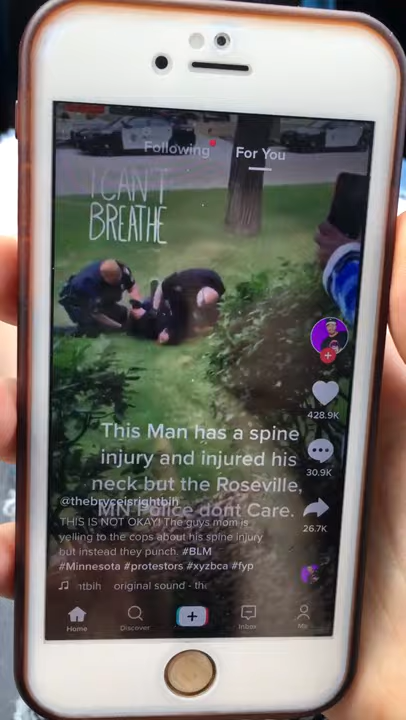 Following
For You
I CAN'T
BREATHE
This Man has a spine
injury and injured his
neck but the Roseville,
MN Police dont Care.
428.9K
30.9K
26.7K
@thebryceisrightbih
THIS IS NOT OKAY! The guys mom is
yelling to the cops about his spine injury
but instead they punch. #BLM
#Minnesota #protestors #xyzbca #fyp
ntbih original sound - the
Home
Discover
Inbox
Me